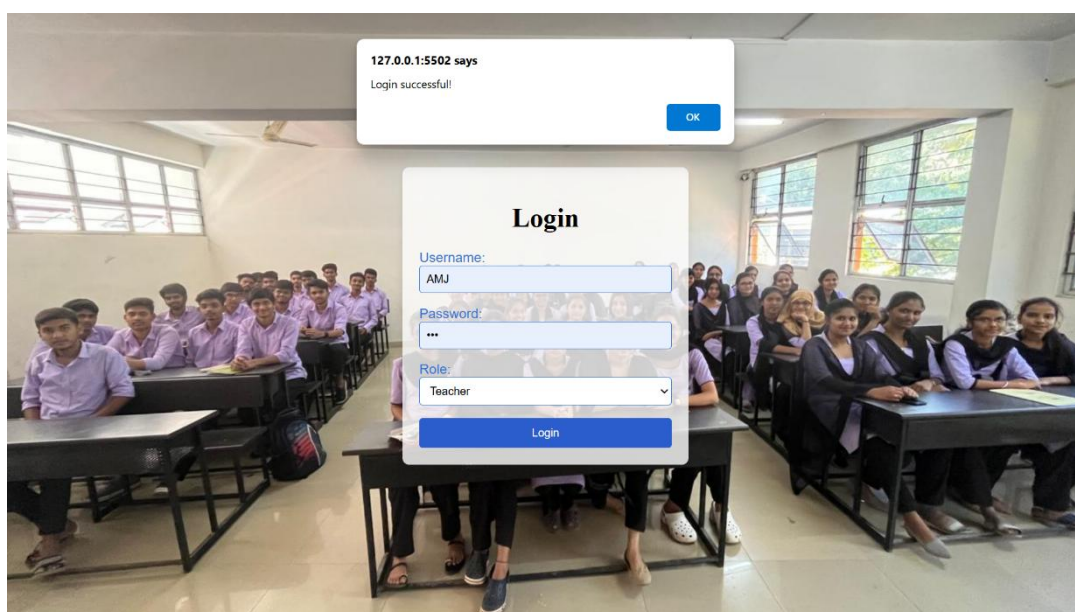 127.0.0.1:5502 says
Login successful!
OK
Login
Username:
AMJ
Password:
•••
Role:
Teacher
Login